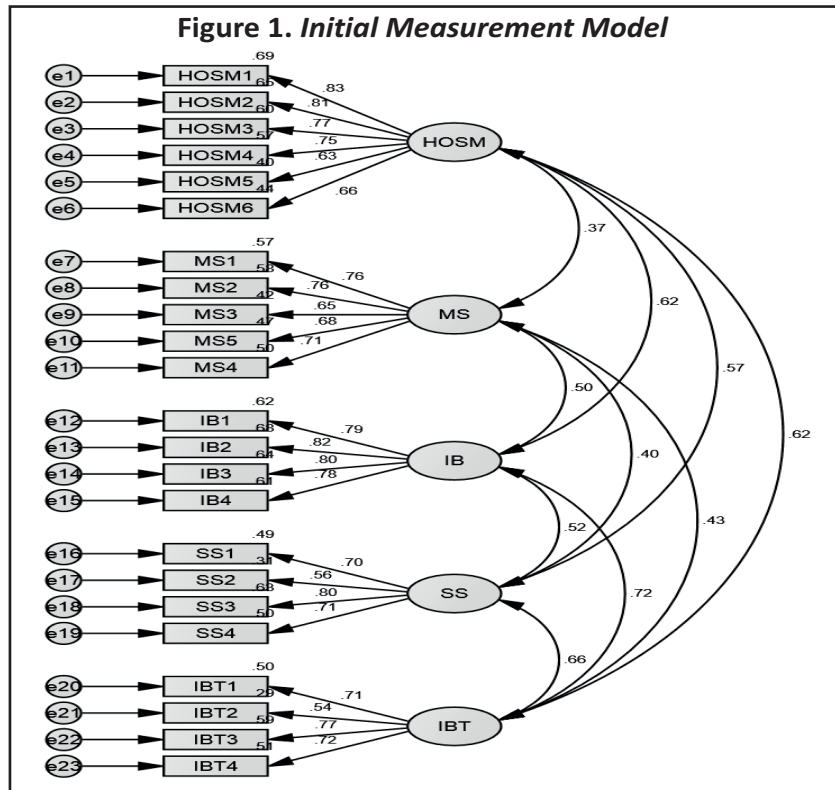 Figure 1. Initial Measurement Model
.69
e1 HOSM1 .83
.65
e2 HOSM2 .81
.60
e3 HOSM3 .77
HOSM
.57
e4 HOSM4 .75
.40
e5 HOSM5 .63
.44
e6 HOSM6 .66
.37
.57
e7 MS1 .76
.58
e8 MS2 .76
.42
e9 MS3 .65
MS
.62
.47
e10 MS5 .68
.50
e11 MS4 .71
.57
.50
.62
e12 IB1 .79
.62
.68
e13 IB2 .82
IB
.40
.64
e14 IB3 .80
.61
e15 IB4 .78
.43
.52
.49
e16 SS1 .70
.31
e17 SS2 .56
SS
.72
.63
e18 SS3 .80
.50
e19 SS4 .71
.66
.50
e20 IBT1 .71
.29
e21 IBT2 .54
IBT
.59
e22 IBT3 .77
.51
e23 IBT4 .72